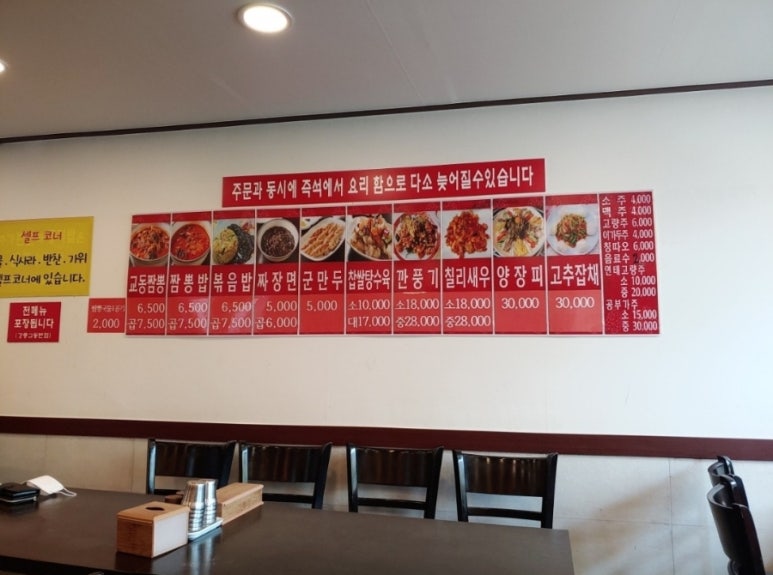 주문과 동시에 즉석에서 요리 함으로 다소 늦어질수있습니다
셀프 코너
식사라 . 반찬 . 가위
셀프코너에 있습니다.
전메뉴
포장됩니다
2,000
교동짬뽕
6,500
곱7,500
짬뽕밥
6,500
곱7,500
볶음밥
6,500
곱7,500
짜장면
5,000
곱6,000
군만두
5,000
찹쌀탕수육
소10,000
대17,000
깐풍기
소18,000
중28,000
칠리새우
소18,000
중28,000
양장피
30,000
고추잡채
30,000
소 주 4,000
맥 주 4,000
고량주 6,000
이가두주 4,000
칭따오 6,000
음료수 2,000
연태고량주
소 10,000
중 20,000
공부가주
소 15,000
중 30,000